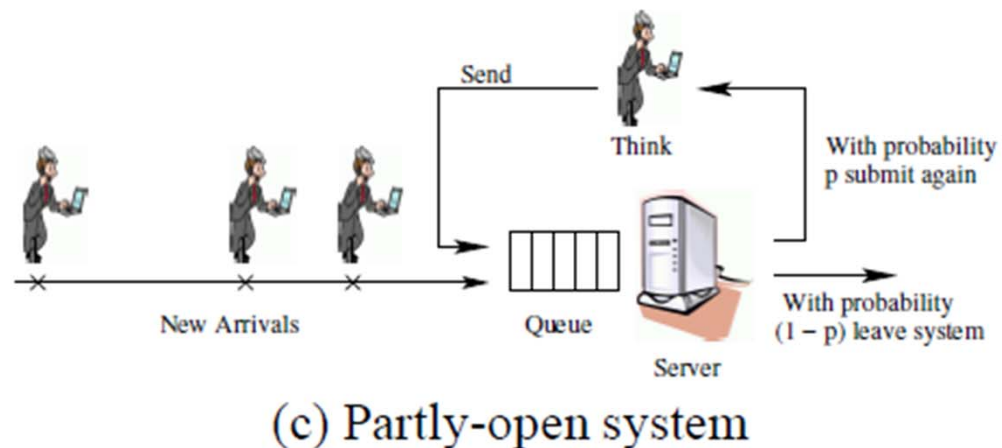 Send
Think
With probability
p submit again
New Arrivals
Queue
With probability
(1 – p) leave system
Server
(c) Partly-open system